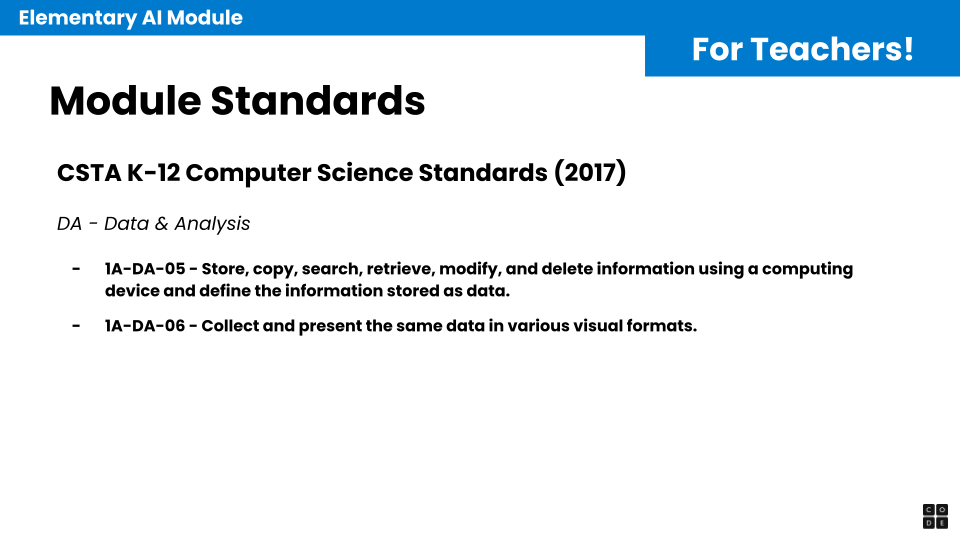 Elementary AI Module
For Teachers!
Module Standards
CSTA K-12 Computer Science Standards (2017)
DA - Data & Analysis
- 1A-DA-05 - Store, copy, search, retrieve, modify, and delete information using a computing
device and define the information stored as data.
- 1A-DA-06 - Collect and present the same data in various visual formats.
C O
D E